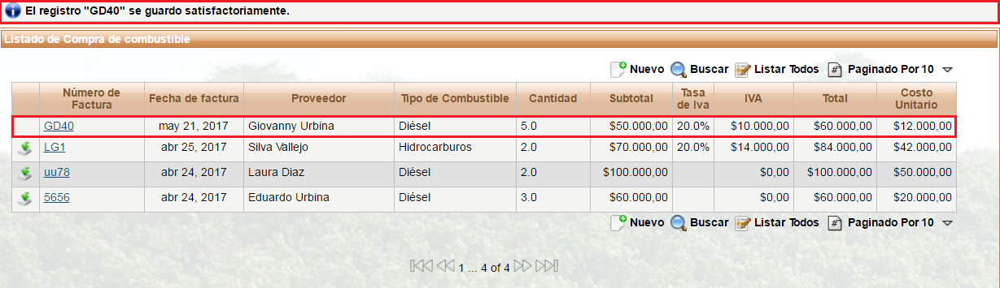 El registro "GD40" se guardo satisfactoriamente.
Listado de Compra de combustible
Nuevo Buscar Listar Todos # Paginado Por 10
Número de Factura Fecha de factura Proveedor Tipo de Combustible Cantidad Subtotal Tasa de Iva IVA Total Costo Unitario
GD40 may 21, 2017 Giovanny Urbina Diésel 5.0 $50.000,00 20.0% $10.000,00 $60.000,00 $12.000,00
LG1 abr 25, 2017 Silva Vallejo Hidrocarburos 2.0 $70.000,00 20.0% $14.000,00 $84.000,00 $42.000,00
uu78 abr 24, 2017 Laura Diaz Diésel 2.0 $100.000,00 $0,00 $100.000,00 $50.000,00
5656 abr 24, 2017 Eduardo Urbina Diésel 3.0 $60.000,00 $0,00 $60.000,00 $20.000,00
Nuevo Buscar Listar Todos # Paginado Por 10
1 ... 4 of 4